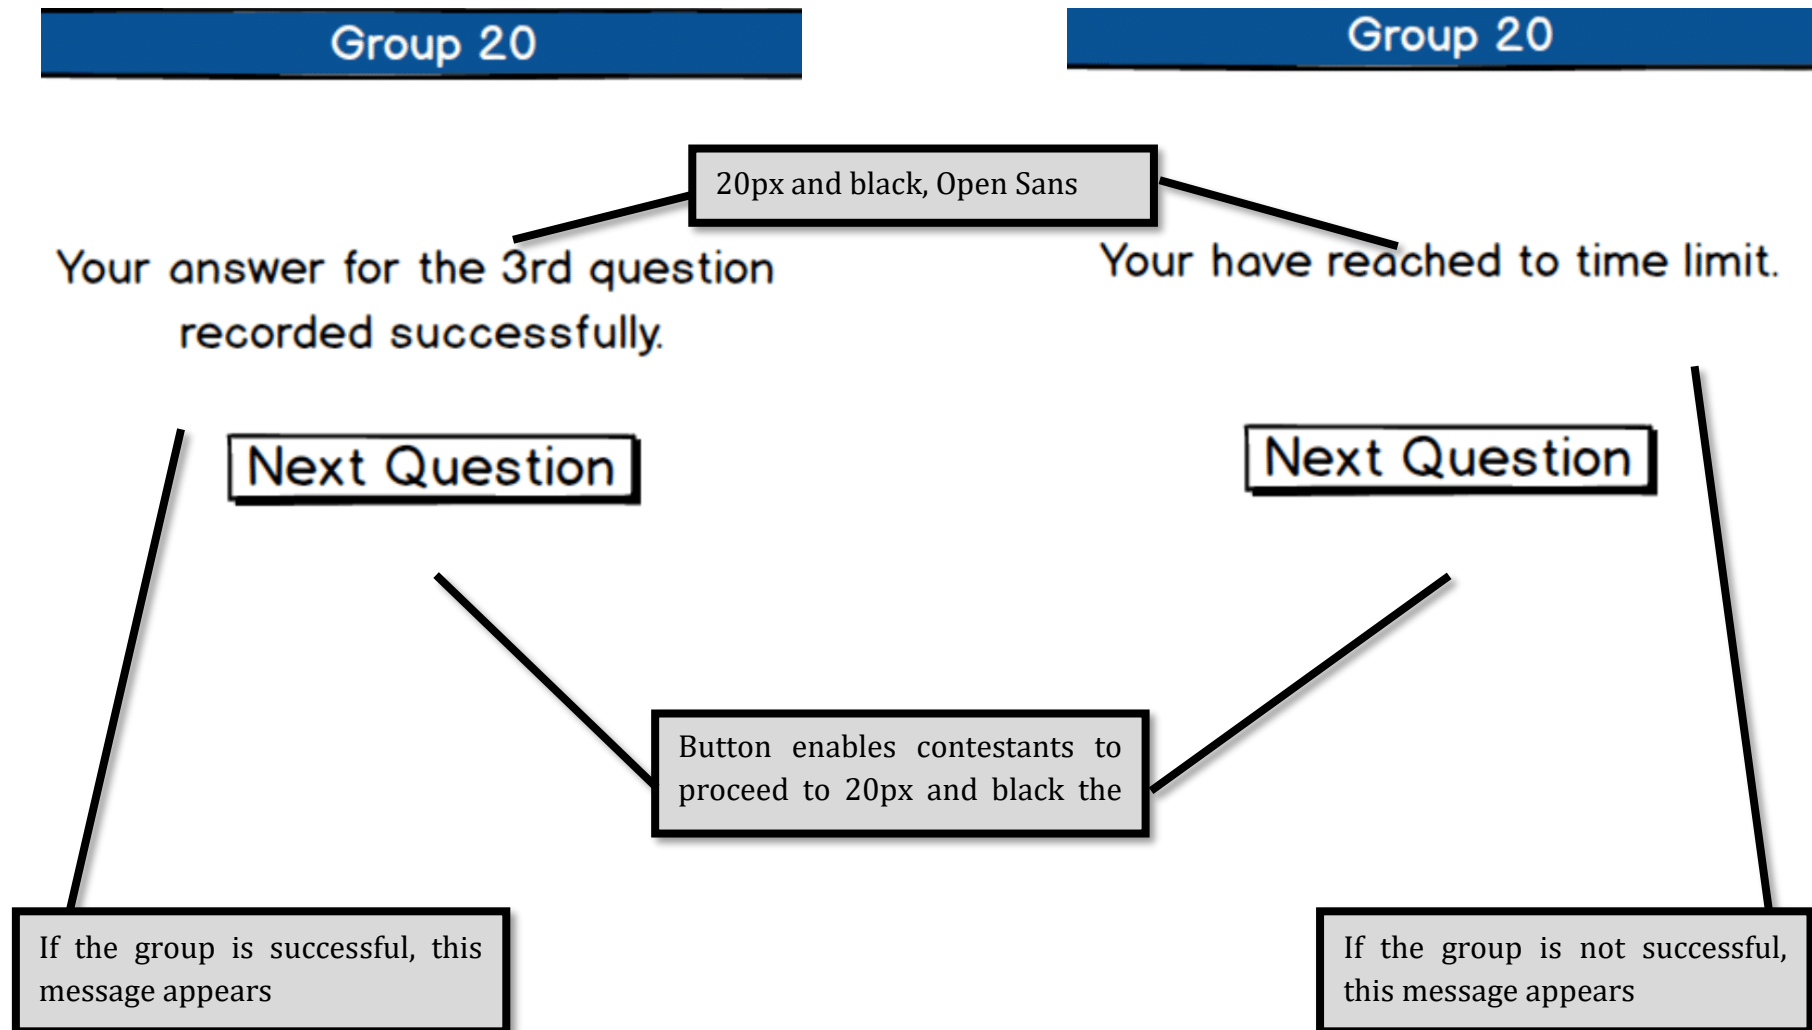 Group 20
Group 20
20px and black, Open Sans
Your answer for the 3rd question
recorded successfully.
Your have reached to time limit.
Next Question
Next Question
Button enables contestants to
proceed to 20px and black the
If the group is successful, this
message appears
If the group is not successful,
this message appears